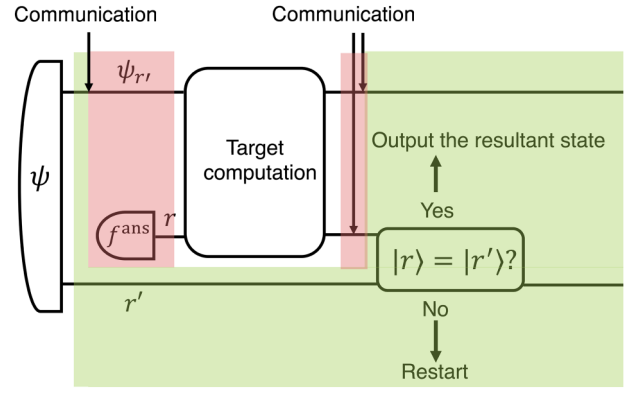 Communication
Communication
ψ_{r′}
Target
computation
Output the resultant state
ψ
Yes
f^{ans}
r
|r⟩ = |r′⟩?
r′
No
Restart